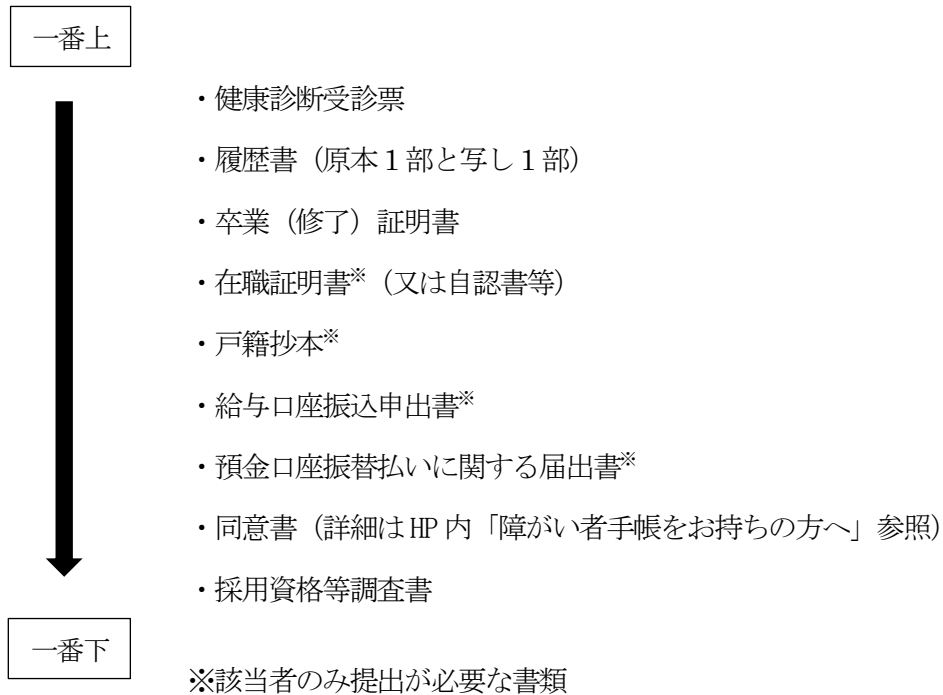 一番上
・健康診断受診票
・履歴書（原本１部と写し１部）
・卒業（修了）証明書
・在職証明書※（又は自認書等）
・戸籍抄本※
・給与口座振込申出書※
・預金口座振替払いに関する届出書※
・同意書（詳細はHP内「障がい者手帳をお持ちの方へ」参照）
・採用資格等調査書
一番下
※該当者のみ提出が必要な書類